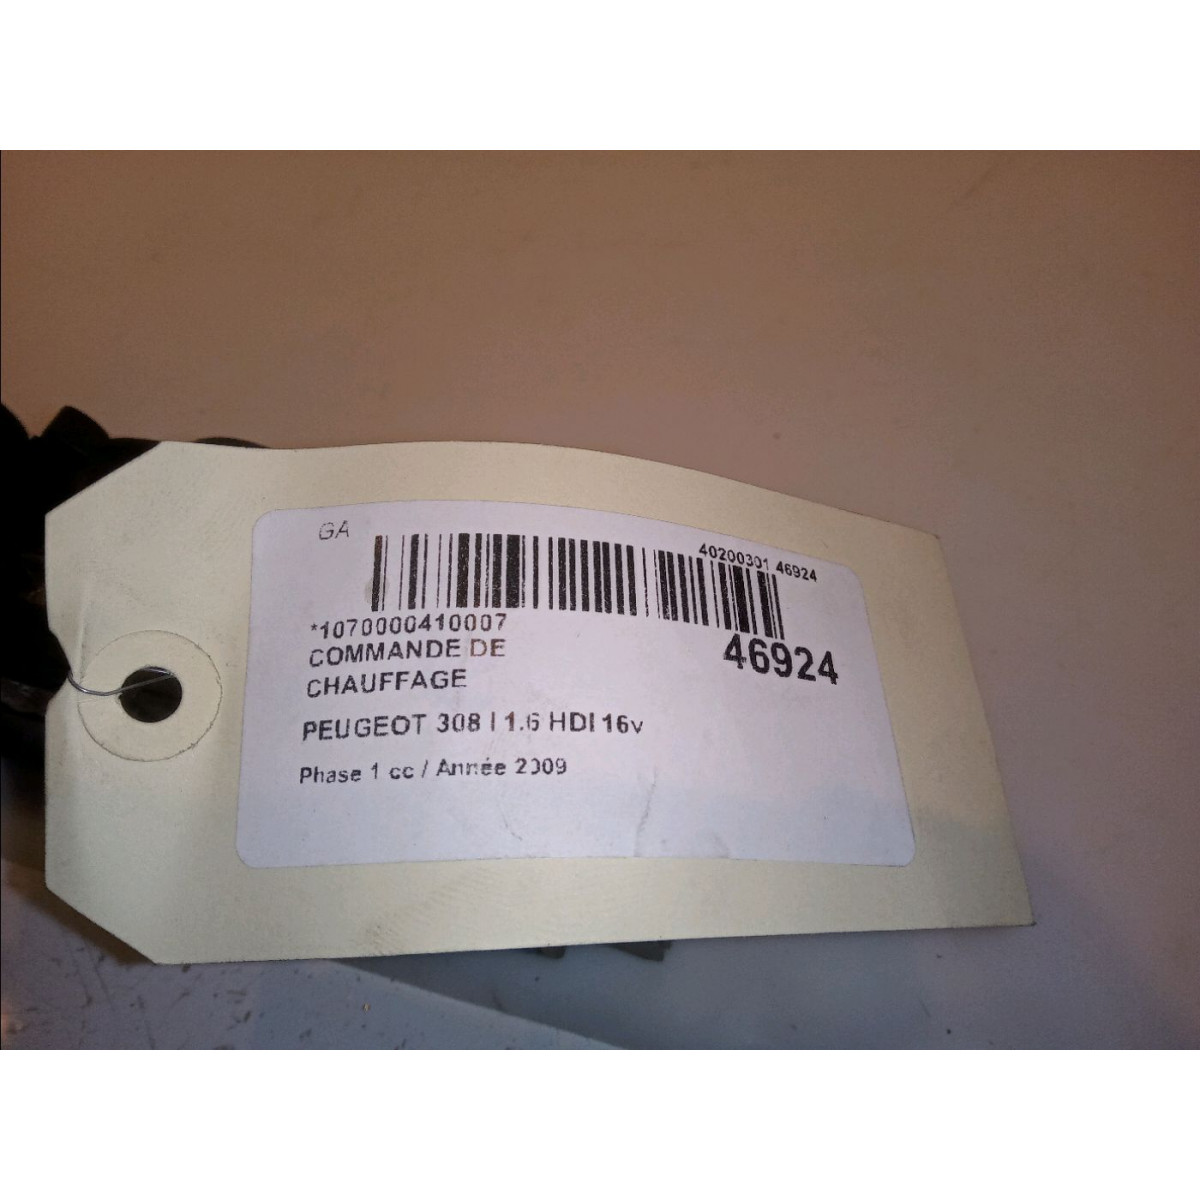 GA
40200301 46924
*1070000410007
46924
COMMANDE DE
CHAUFFAGE
PEUGEOT 308 I 1.6 HDI 16v
Phase 1 cc / Année 2009